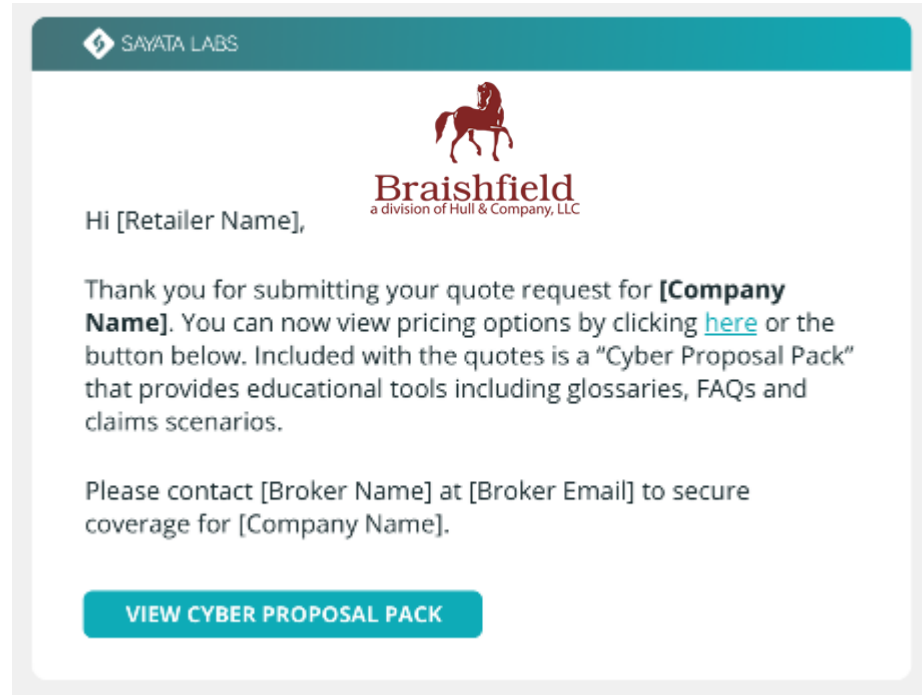 SAYATA LABS
Braishfield
a division of Hull & Company, LLC
Hi [Retailer Name],
Thank you for submitting your quote request for [Company
Name]. You can now view pricing options by clicking here or the
button below. Included with the quotes is a “Cyber Proposal Pack”
that provides educational tools including glossaries, FAQs and
claims scenarios.
Please contact [Broker Name] at [Broker Email] to secure
coverage for [Company Name].
VIEW CYBER PROPOSAL PACK